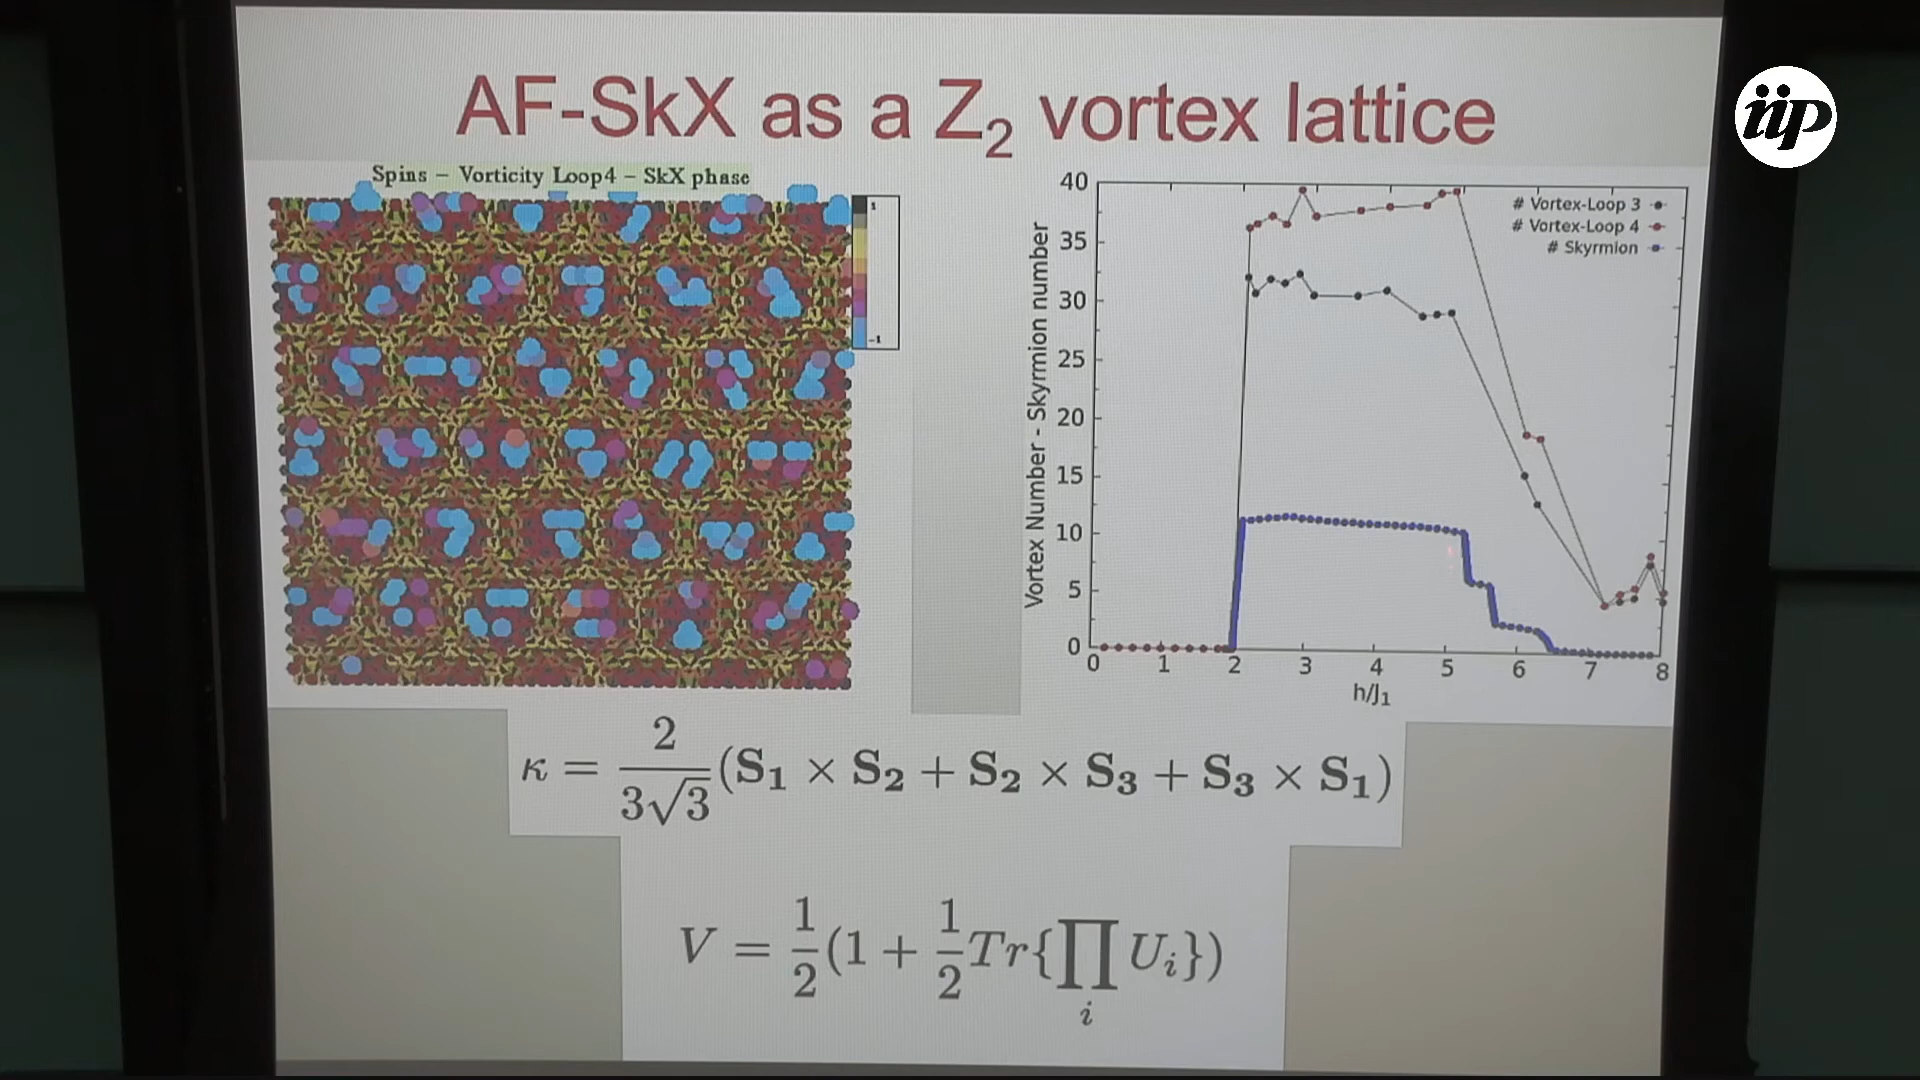 AF-SkX as a Z₂ vortex lattice
iip
Spins – Vorticity Loop4 – SkX phase
1
-1
Vortex Number - Skyrmion number
40
35
30
25
20
15
10
5
0
# Vortex-Loop 3
# Vortex-Loop 4
# Skyrmion
0 1 2 3 4 5 6 7 8
h/J₁
κ = 2/(3√3) (S₁ × S₂ + S₂ × S₃ + S₃ × S₁)
V = 1/2 (1 + 1/2 Tr{∏ᵢ Uᵢ})